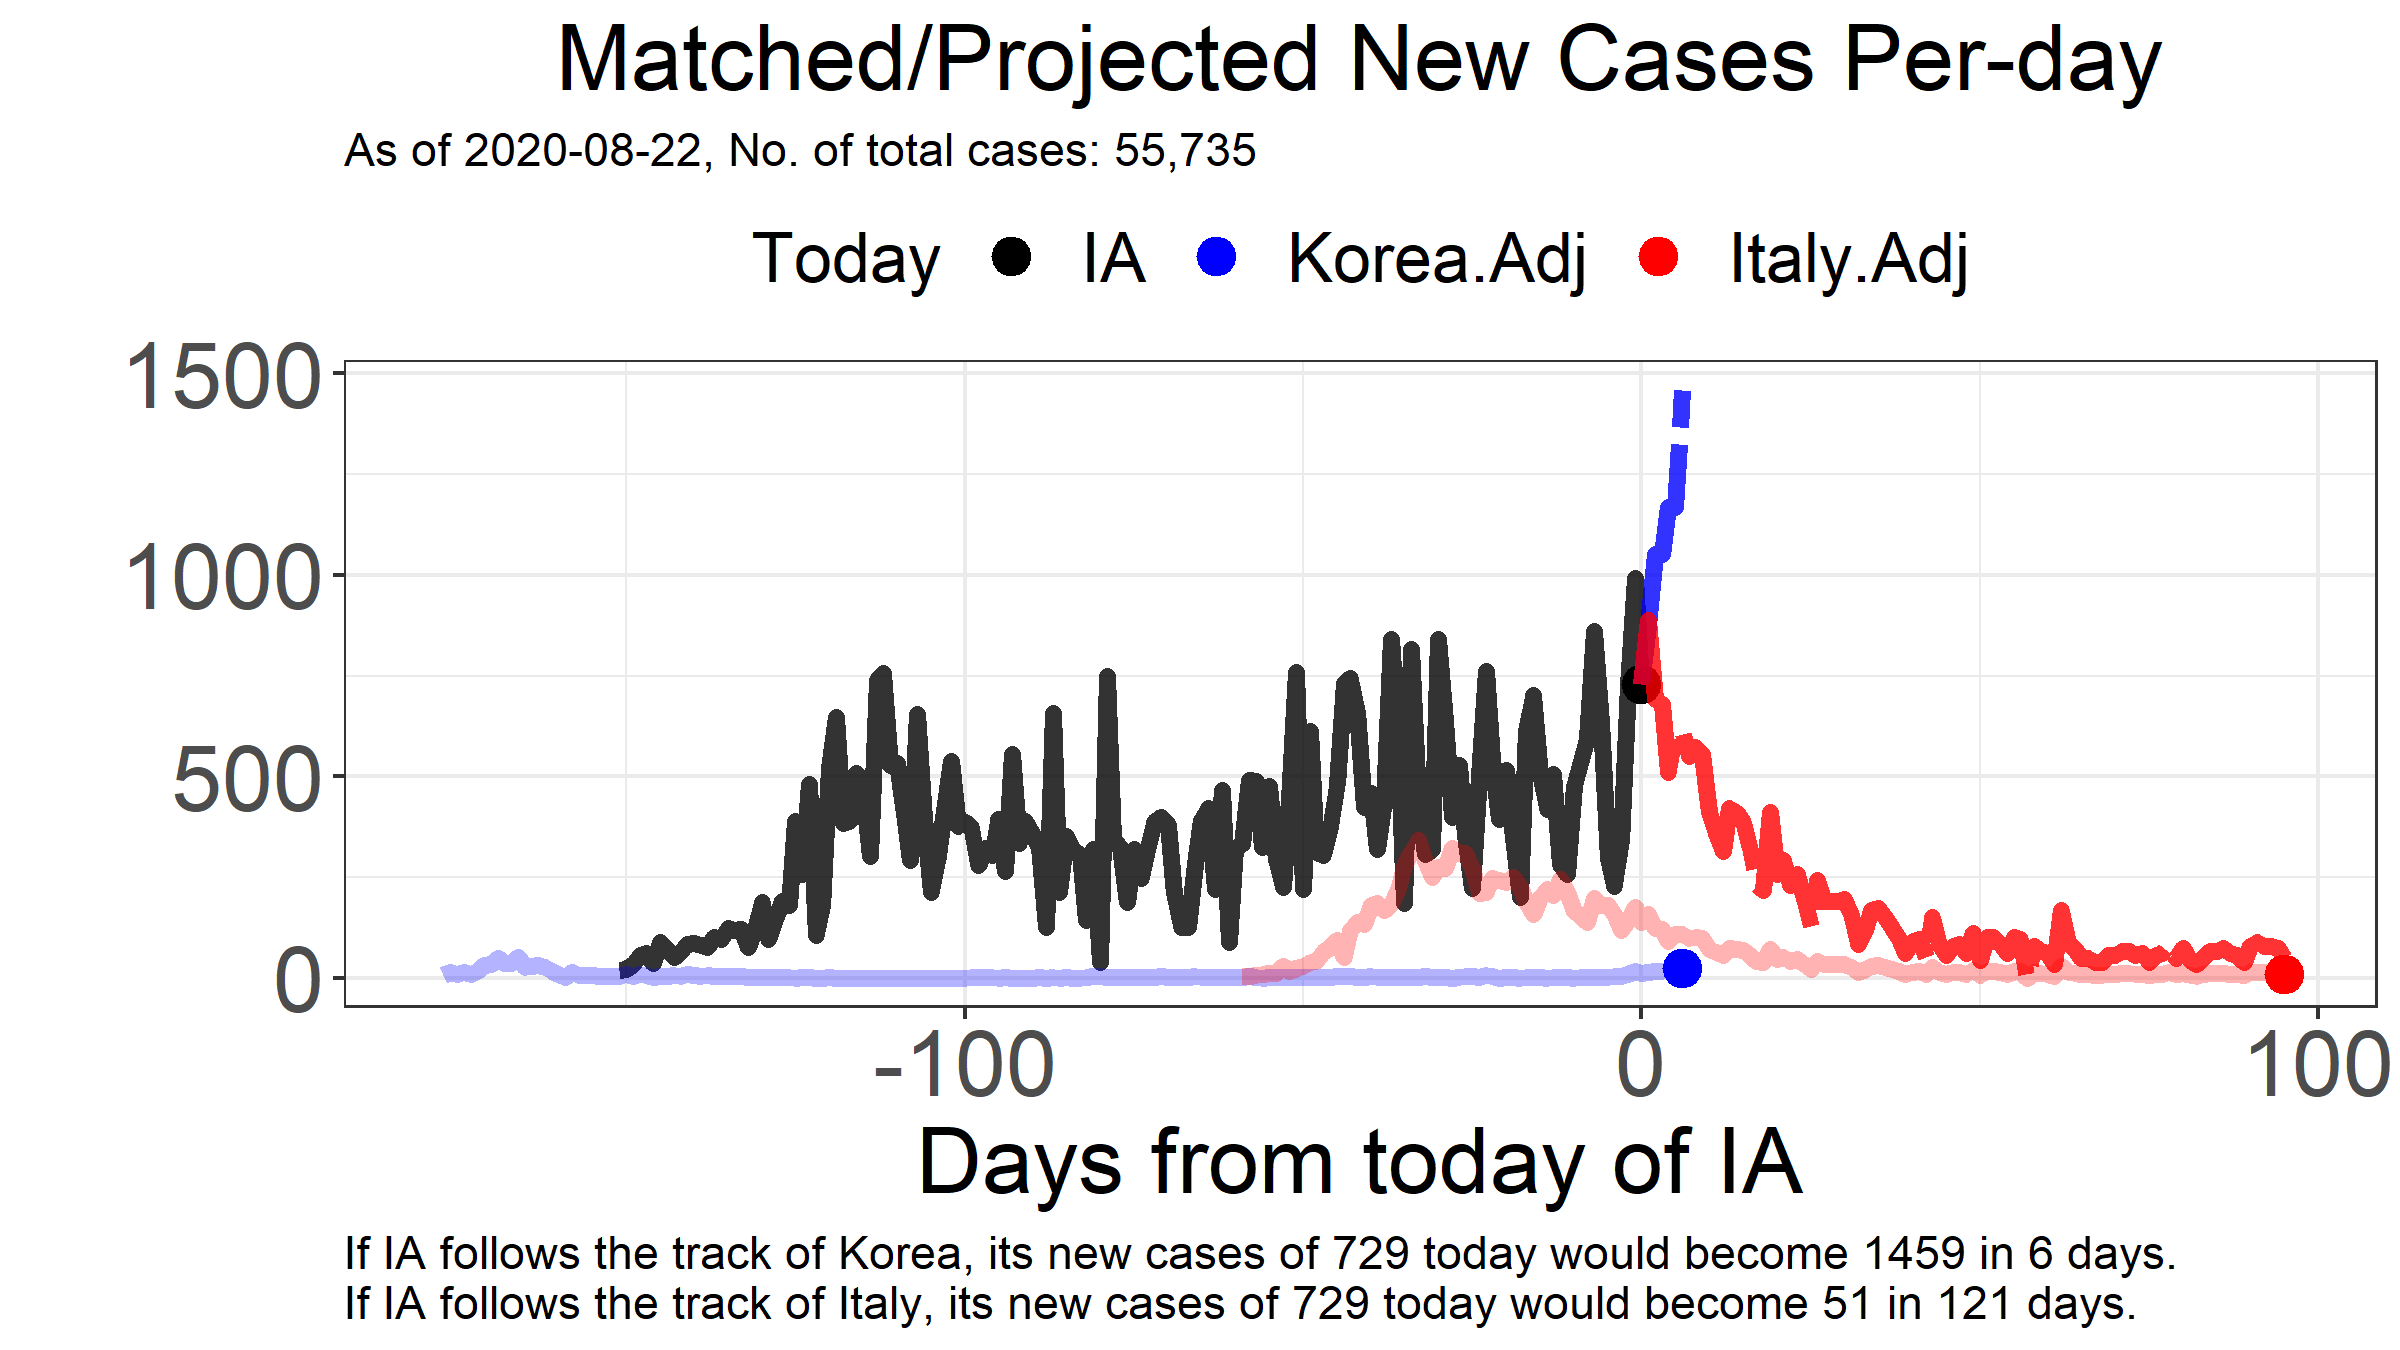 Matched/Projected New Cases Per-day
As of 2020-08-22, No. of total cases: 55,735
Today IA Korea.Adj Italy.Adj
1500
1000
500
0
-100 0 100
Days from today of IA
If IA follows the track of Korea, its new cases of 729 today would become 1459 in 6 days.
If IA follows the track of Italy, its new cases of 729 today would become 51 in 121 days.